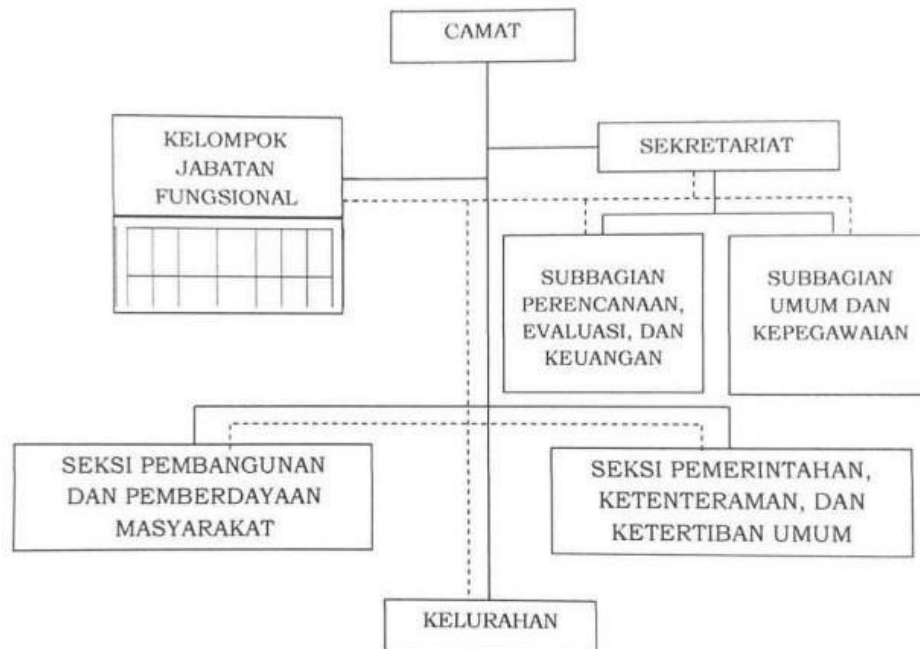 CAMAT
KELOMPOK
JABATAN
FUNGSIONAL
SEKRETARIAT
SUBBAGIAN
PERENCANAAN,
EVALUASI, DAN
KEUANGAN
SUBBAGIAN
UMUM DAN
KEPEGAWAIAN
SEKSI PEMBANGUNAN
DAN PEMBERDAYAAN
MASYARAKAT
SEKSI PEMERINTAHAN,
KETENTERAMAN, DAN
KETERTIBAN UMUM
KELURAHAN